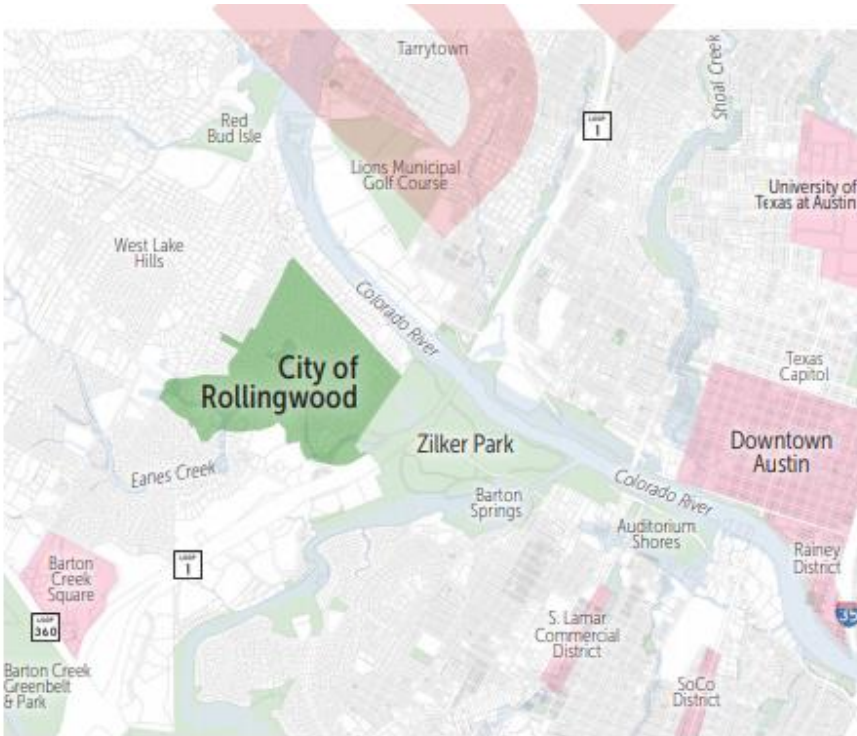 Tarrytown
Shoal Creek
Red
Bud Isle
LOOP
1
Lions Municipal
Golf Course
University of
Texas at Austin
West Lake
Hills
Colorado River
City of
Rollingwood
Texas
Capitol
Zilker Park
Downtown
Austin
Eanes Creek
Colorado River
Barton
Springs
Auditorium
Shores
Rainey
District
Barton
Creek
Square
LOOP
1
LOOP
360
35
S. Lamar
Commercial
District
Barton Creek
Greenbelt
& Park
SoCo
District